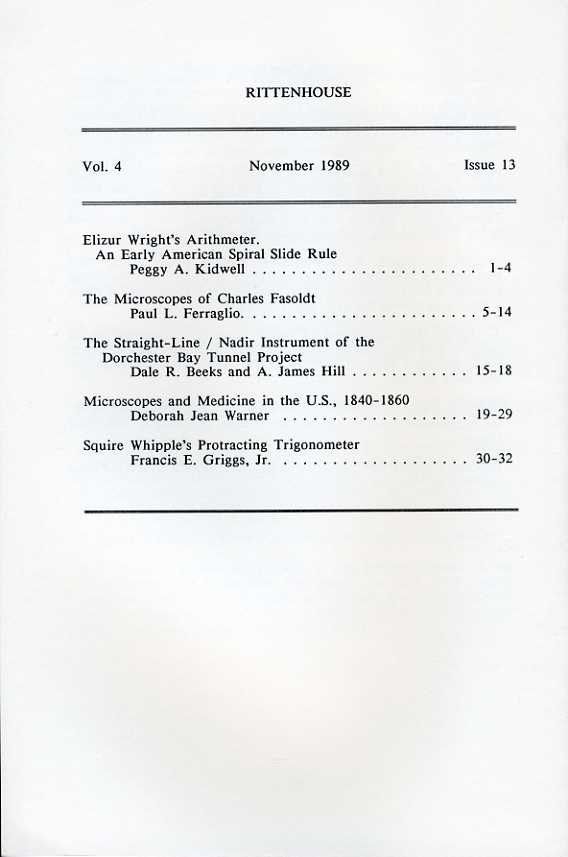 RITTENHOUSE
Vol. 4 November 1989 Issue 13
Elizur Wright's Arithmeter.
An Early American Spiral Slide Rule
Peggy A. Kidwell . . . . . . . . . . . . . . . . . . . . . . . 1-4
The Microscopes of Charles Fasoldt
Paul L. Ferraglio. . . . . . . . . . . . . . . . . . . . . . . . 5-14
The Straight-Line / Nadir Instrument of the
Dorchester Bay Tunnel Project
Dale R. Beeks and A. James Hill . . . . . . . . . . . . 15-18
Microscopes and Medicine in the U.S., 1840-1860
Deborah Jean Warner . . . . . . . . . . . . . . . . . . . 19-29
Squire Whipple's Protracting Trigonometer
Francis E. Griggs, Jr. . . . . . . . . . . . . . . . . . . . 30-32